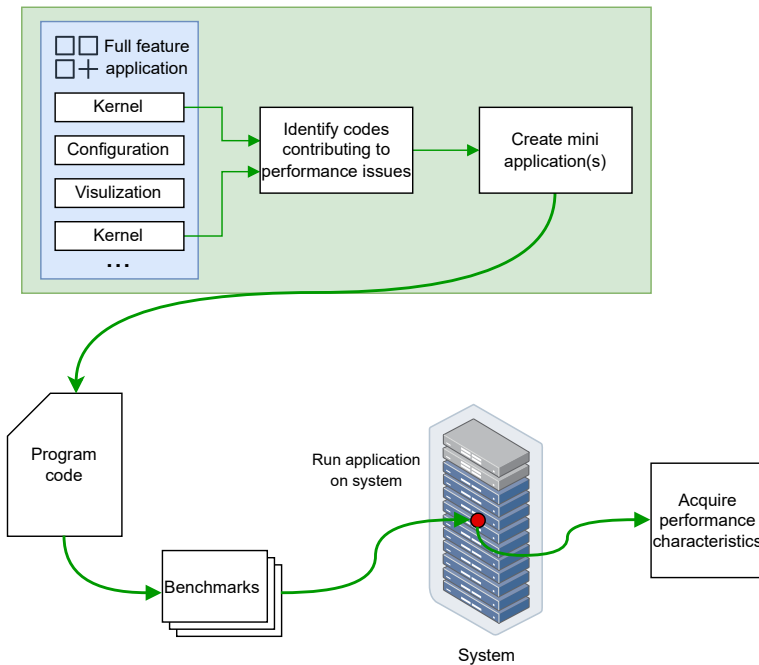 Full feature
application
Kernel
Configuration
Visulization
Kernel
...
Identify codes
contributing to
performance issues
Create mini
application(s)
Program
code
Benchmarks
Run application
on system
System
Acquire
performance
characteristics